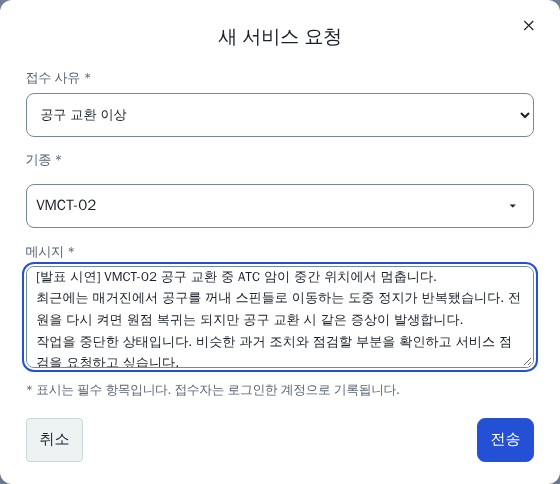 새 서비스 요청
접수 사유 *
공구 교환 이상
기종 *
VMCT-02
메시지 *
[발표 시연] VMCT-02 공구 교환 중 ATC 암이 중간 위치에서 멈춥니다.
최근에는 매거진에서 공구를 꺼내 스핀들로 이동하는 도중 정지가 반복됐습니다. 전
원을 다시 켜면 원점 복귀는 되지만 공구 교환 시 같은 증상이 발생합니다.
작업을 중단한 상태입니다. 비슷한 과거 조치와 점검할 부분을 확인하고 서비스 점
검을 요청하고 싶습니다.
* 표시는 필수 항목입니다. 접수자는 로그인한 계정으로 기록됩니다.
취소
전송